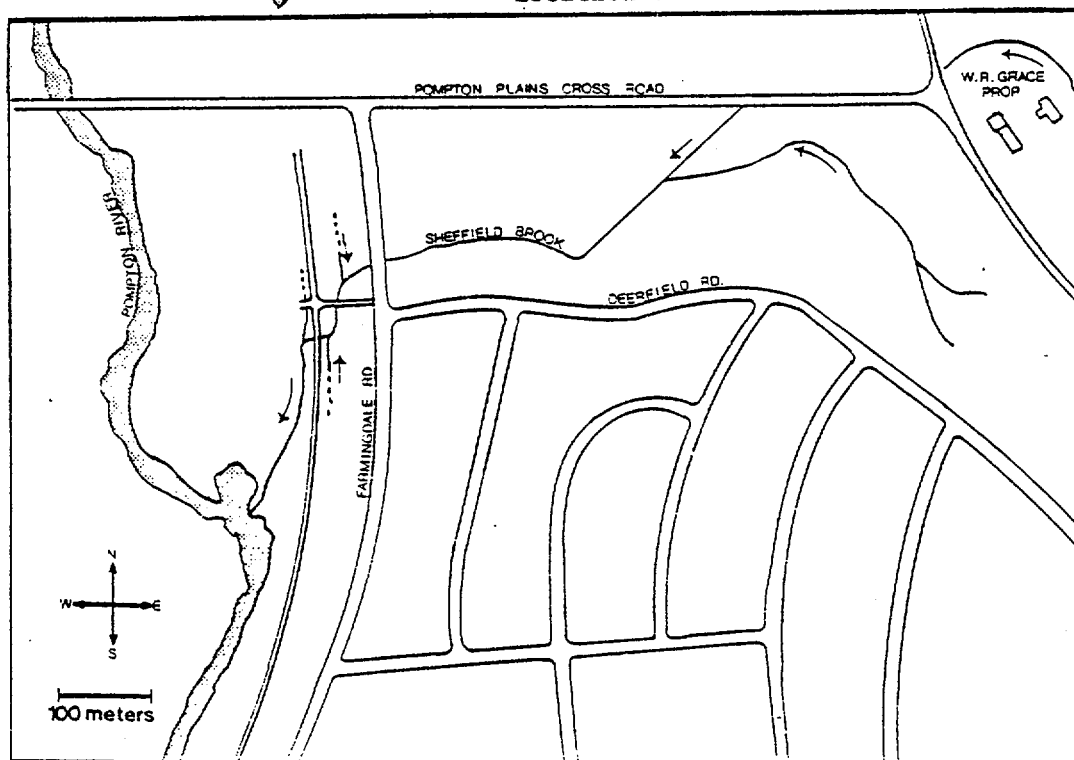 POMPTON PLAINS CROSS ROAD
W.R. GRACE
PROP
POMPTON RIVER
SHEFFIELD BROOK
DEERFIELD RD.
FARMINGDALE RD
N
W E
S
100 meters